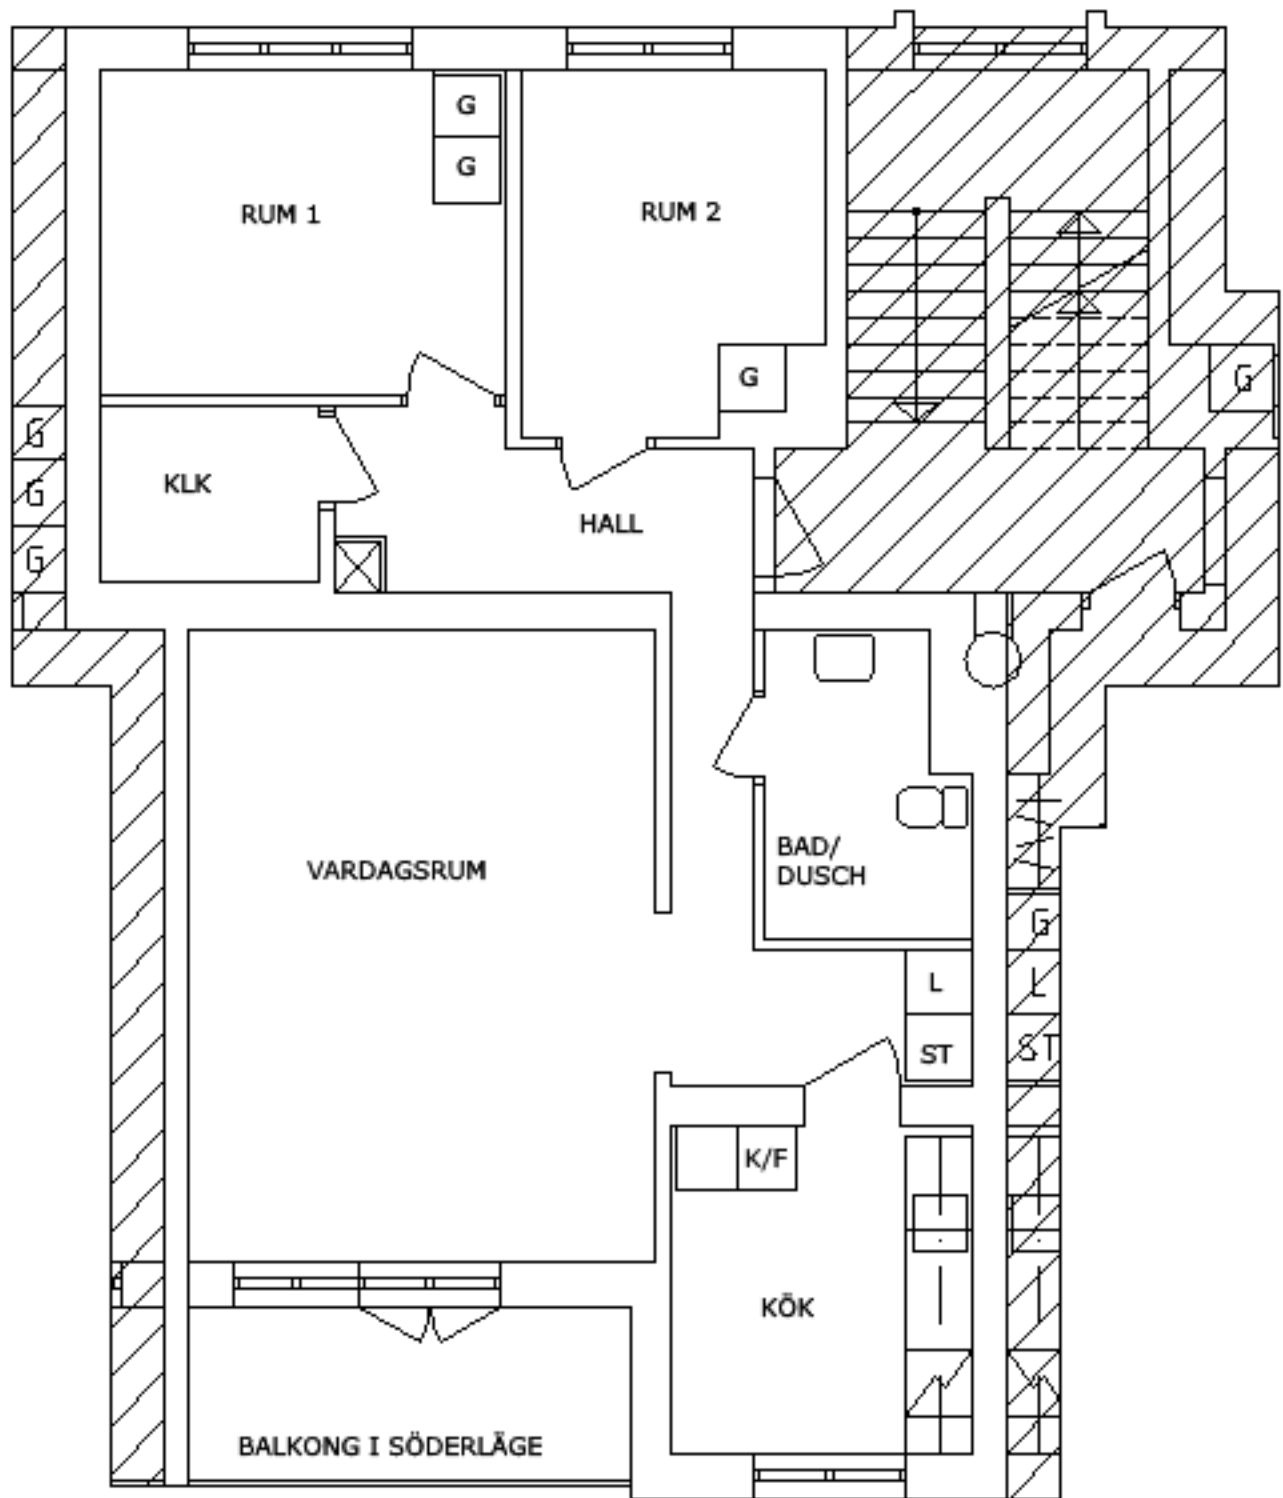 G
G
RUM 1
RUM 2
G
G
G
KLK
G
HALL
G
VARDAGSRUM
BAD/
DUSCH
G
L
L
ST
ST
K/F
KÖK
BALKONG I SÖDERLÄGE